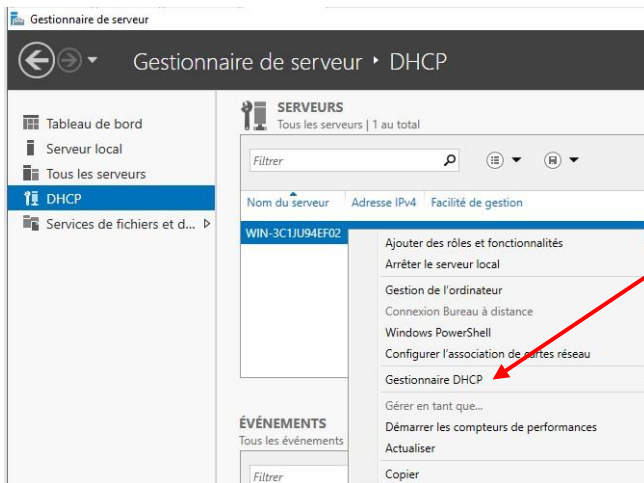 Gestionnaire de serveur
Gestionnaire de serveur ‣ DHCP
Tableau de bord
Serveur local
Tous les serveurs
DHCP
Services de fichiers et d...
SERVEURS
Tous les serveurs | 1 au total
Filtrer
Nom du serveur Adresse IPv4 Facilité de gestion
WIN-3C1JU94EF02
Ajouter des rôles et fonctionnalités
Arrêter le serveur local
Gestion de l'ordinateur
Connexion Bureau à distance
Windows PowerShell
Configurer l'association de cartes réseau
Gestionnaire DHCP
Gérer en tant que...
Démarrer les compteurs de performances
Actualiser
Copier
ÉVÉNEMENTS
Tous les événements
Filtrer